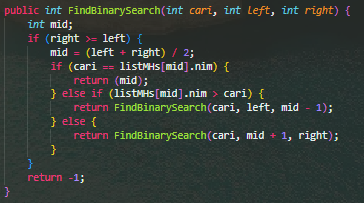 public int FindBinarySearch(int cari, int left, int right) {
    int mid;
    if (right >= left) {
        mid = (left + right) / 2;
        if (cari == listMHs[mid].nim) {
            return (mid);
        } else if (listMHs[mid].nim > cari) {
            return FindBinarySearch(cari, left, mid - 1);
        } else {
            return FindBinarySearch(cari, mid + 1, right);
        }
    }
    return -1;
}